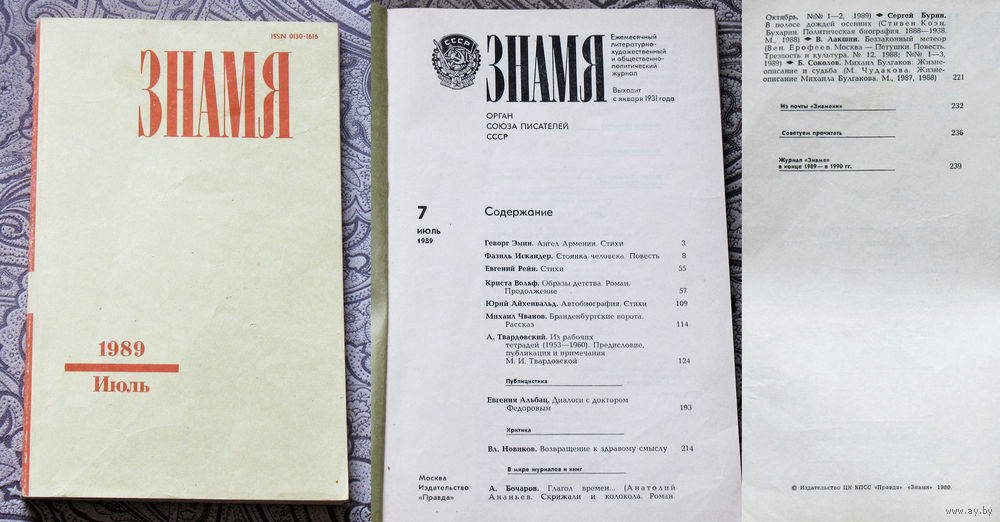 ISSN 0130-1616
ЗНАМЯ
1989
Июль
СССР
ЗНАМЯ
Ежемесячный
литературно-
художественный
и общественно-
политический
журнал
Выходит
с января 1931 года
ОРГАН
СОЮЗА ПИСАТЕЛЕЙ
СССР
7
ИЮЛЬ
1989
Содержание
Геворг Эмин. Ангел Армении. Стихи 3
Фазиль Искандер. Стоянка человека. Повесть 8
Евгений Рейн. Стихи 55
Криста Вольф. Образы детства. Роман.
Продолжение 57
Юрий Айхенвальд. Автобиография. Стихи 109
Михаил Чванов. Бранденбургские ворота.
Рассказ 114
А. Твардовский. Из рабочих
тетрадей (1953—1960). Предисловие,
публикация и примечания
М. И. Твардовской 124
Публицистика
Евгения Альбац. Диалоги с доктором
Федоровым 193
Критика
Вл. Новиков. Возвращение к здравому смыслу 214
В мире журналов и книг
А. Бочаров. Глагол времен... (Анатолий
Ананьев. Скрижали и колокола. Роман.
Москва
Издательство
«Правда»
Октябрь, №№ 1—2, 1989) Сергей Бурин.
В полосе дождей осенних (Стивен Коэн.
Бухарин. Политическая биография. 1888—1938.
М., 1988) В. Лакшин. Беззаконный метеор
(Вен. Ерофеев. Москва — Петушки. Повесть.
Трезвость и культура. № 12, 1988; №№ 1—3,
1989) Б. Соколов. Михаил Булгаков: Жизне-
описание и судьба (М. Чудакова. Жизне-
описание Михаила Булгакова. М., 1987, 1988) 221
Из почты «Знамени» 232
Советуем прочитать 236
Журнал «Знамя»
в конце 1989— в 1990 гг. 239
© Издательство ЦК КПСС «Правда» «Знамя» 1989.
www.ay.by